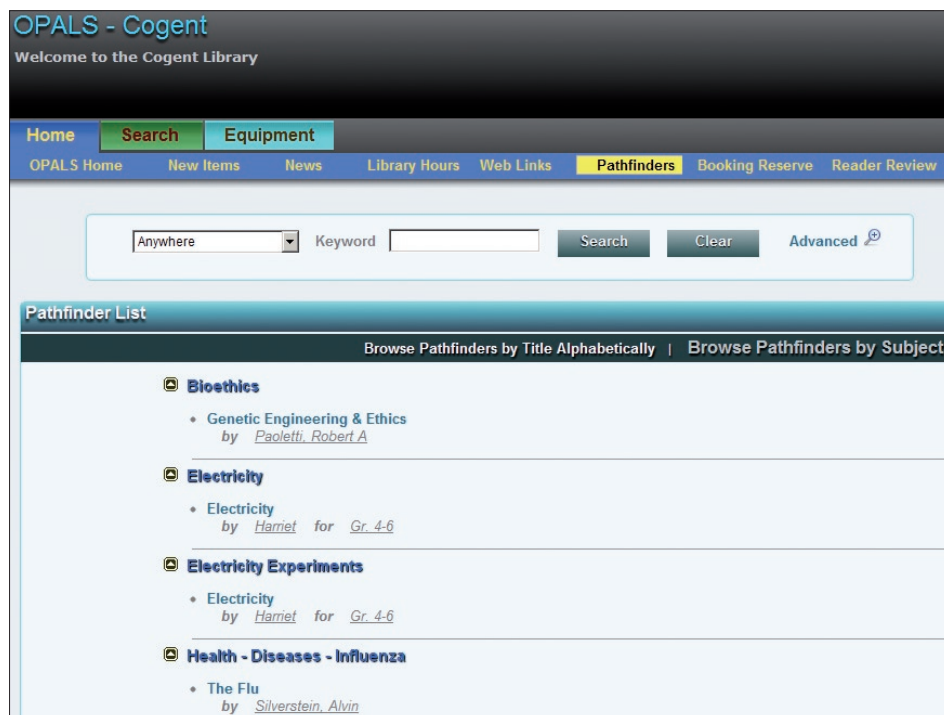 OPALS - Cogent
Welcome to the Cogent Library
Home Search Equipment
OPALS Home New Items News Library Hours Web Links Pathfinders Booking Reserve Reader Review
Anywhere Keyword Search Clear Advanced
Pathfinder List
Browse Pathfinders by Title Alphabetically | Browse Pathfinders by Subject
Bioethics
• Genetic Engineering & Ethics
by Paoletti, Robert A
Electricity
• Electricity
by Harriet for Gr. 4-6
Electricity Experiments
• Electricity
by Harriet for Gr. 4-6
Health - Diseases - Influenza
• The Flu
by Silverstein, Alvin